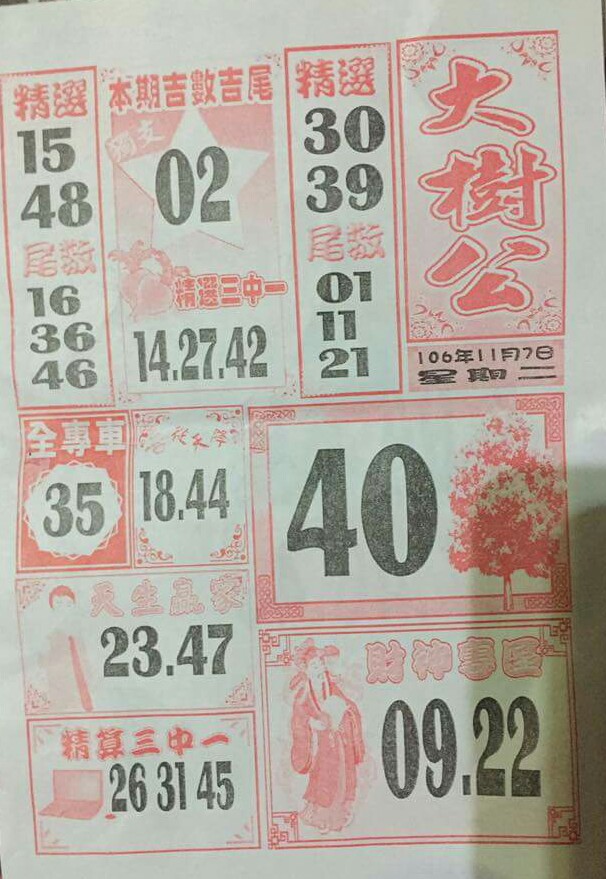 精選
15
48
尾数
16
36
46
本期吉數吉尾
獨支
02
精選三中一
14.27.42
精選
30
39
尾数
01
11
21
大樹公
106年11月7日
星期二
全專車
35
18.44
40
天生贏家
23.47
精算三中一
26 31 45
財神專區
09.22